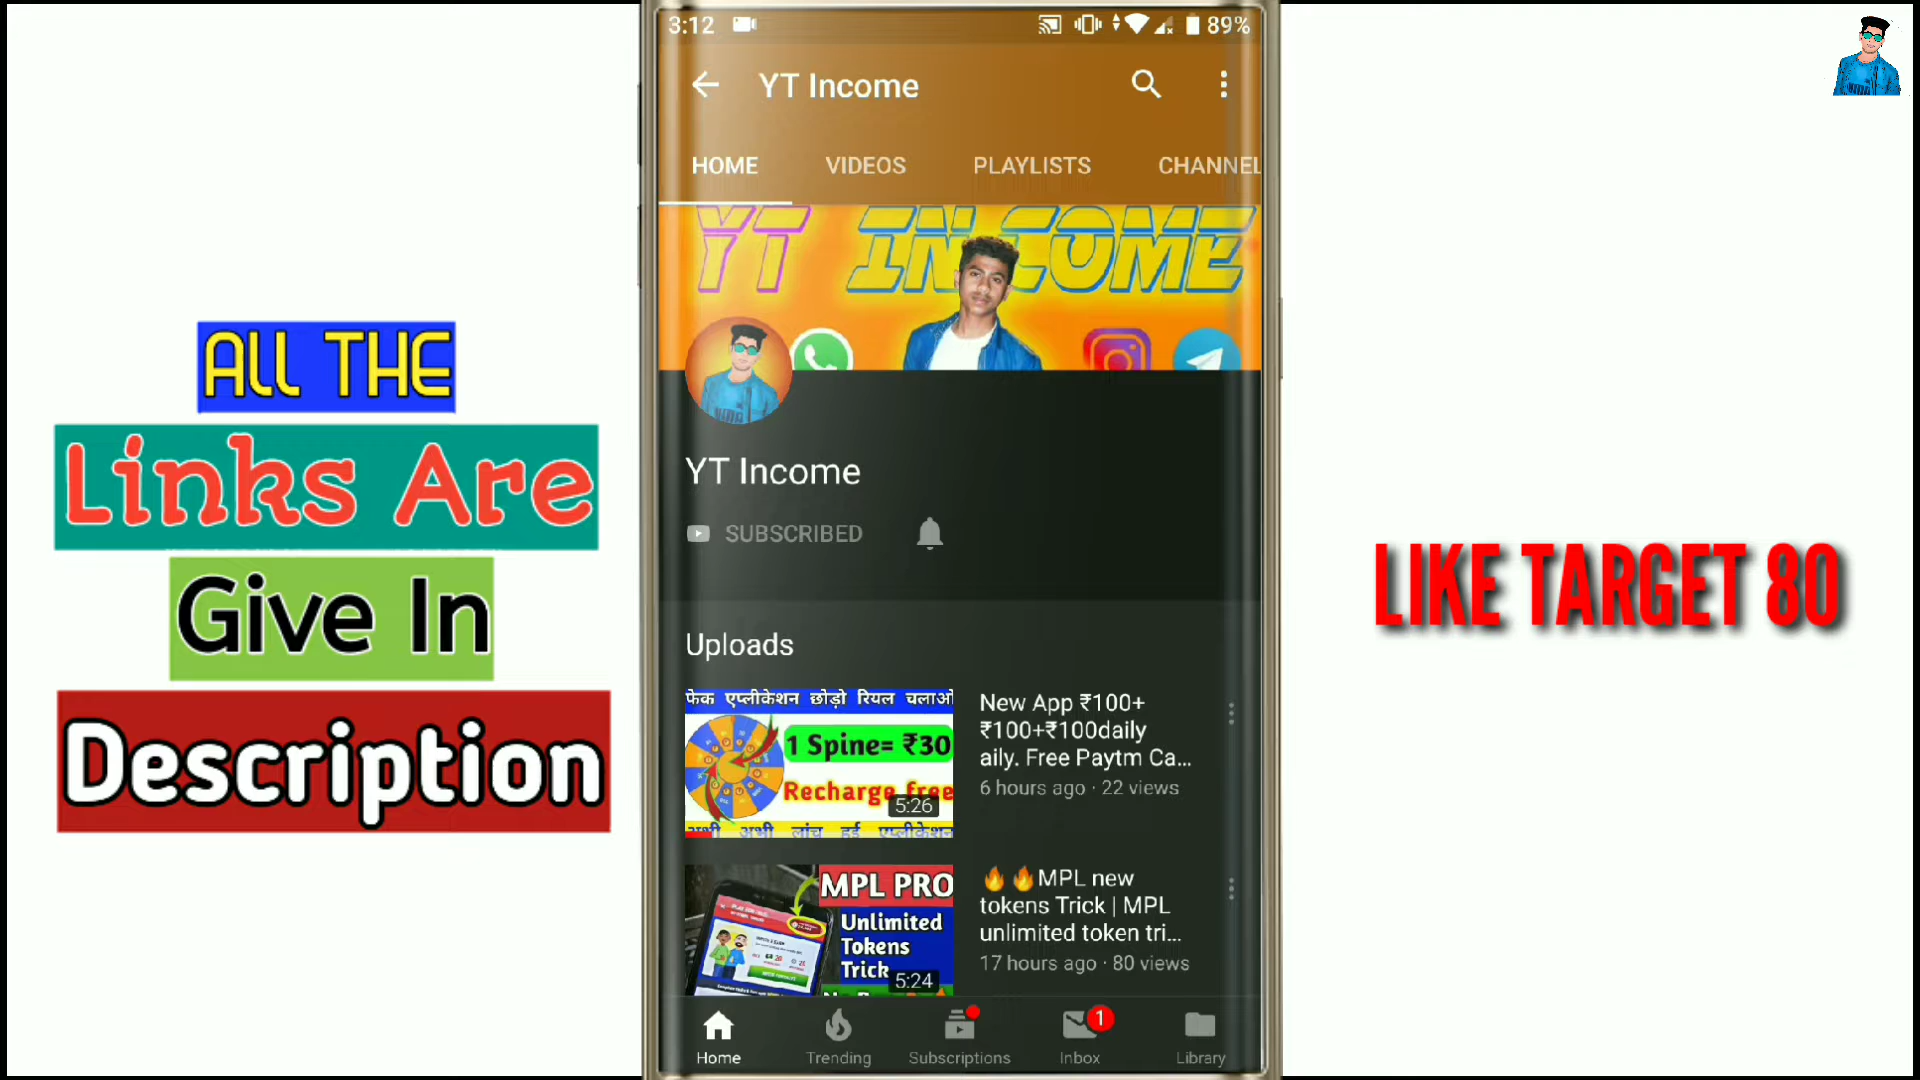 3:12
89%
YT Income
HOME VIDEOS PLAYLISTS CHANNEL
YT INCOME
ALL THE
Links Are
Give In
Description
YT Income
SUBSCRIBED
LIKE TARGET 80
Uploads
फेक एप्लीकेशन छोड़ो रियल चलाओ
1 Spine= ₹30
Recharge free
5:26
अभी अभी लांच हुई एप्लीकेशन
New App ₹100+
₹100+₹100daily
aily. Free Paytm Ca...
6 hours ago · 22 views
MPL PRO
Unlimited
Tokens
Trick
5:24
🔥🔥MPL new
tokens Trick | MPL
unlimited token tri...
17 hours ago · 80 views
1
Home Trending Subscriptions Inbox Library